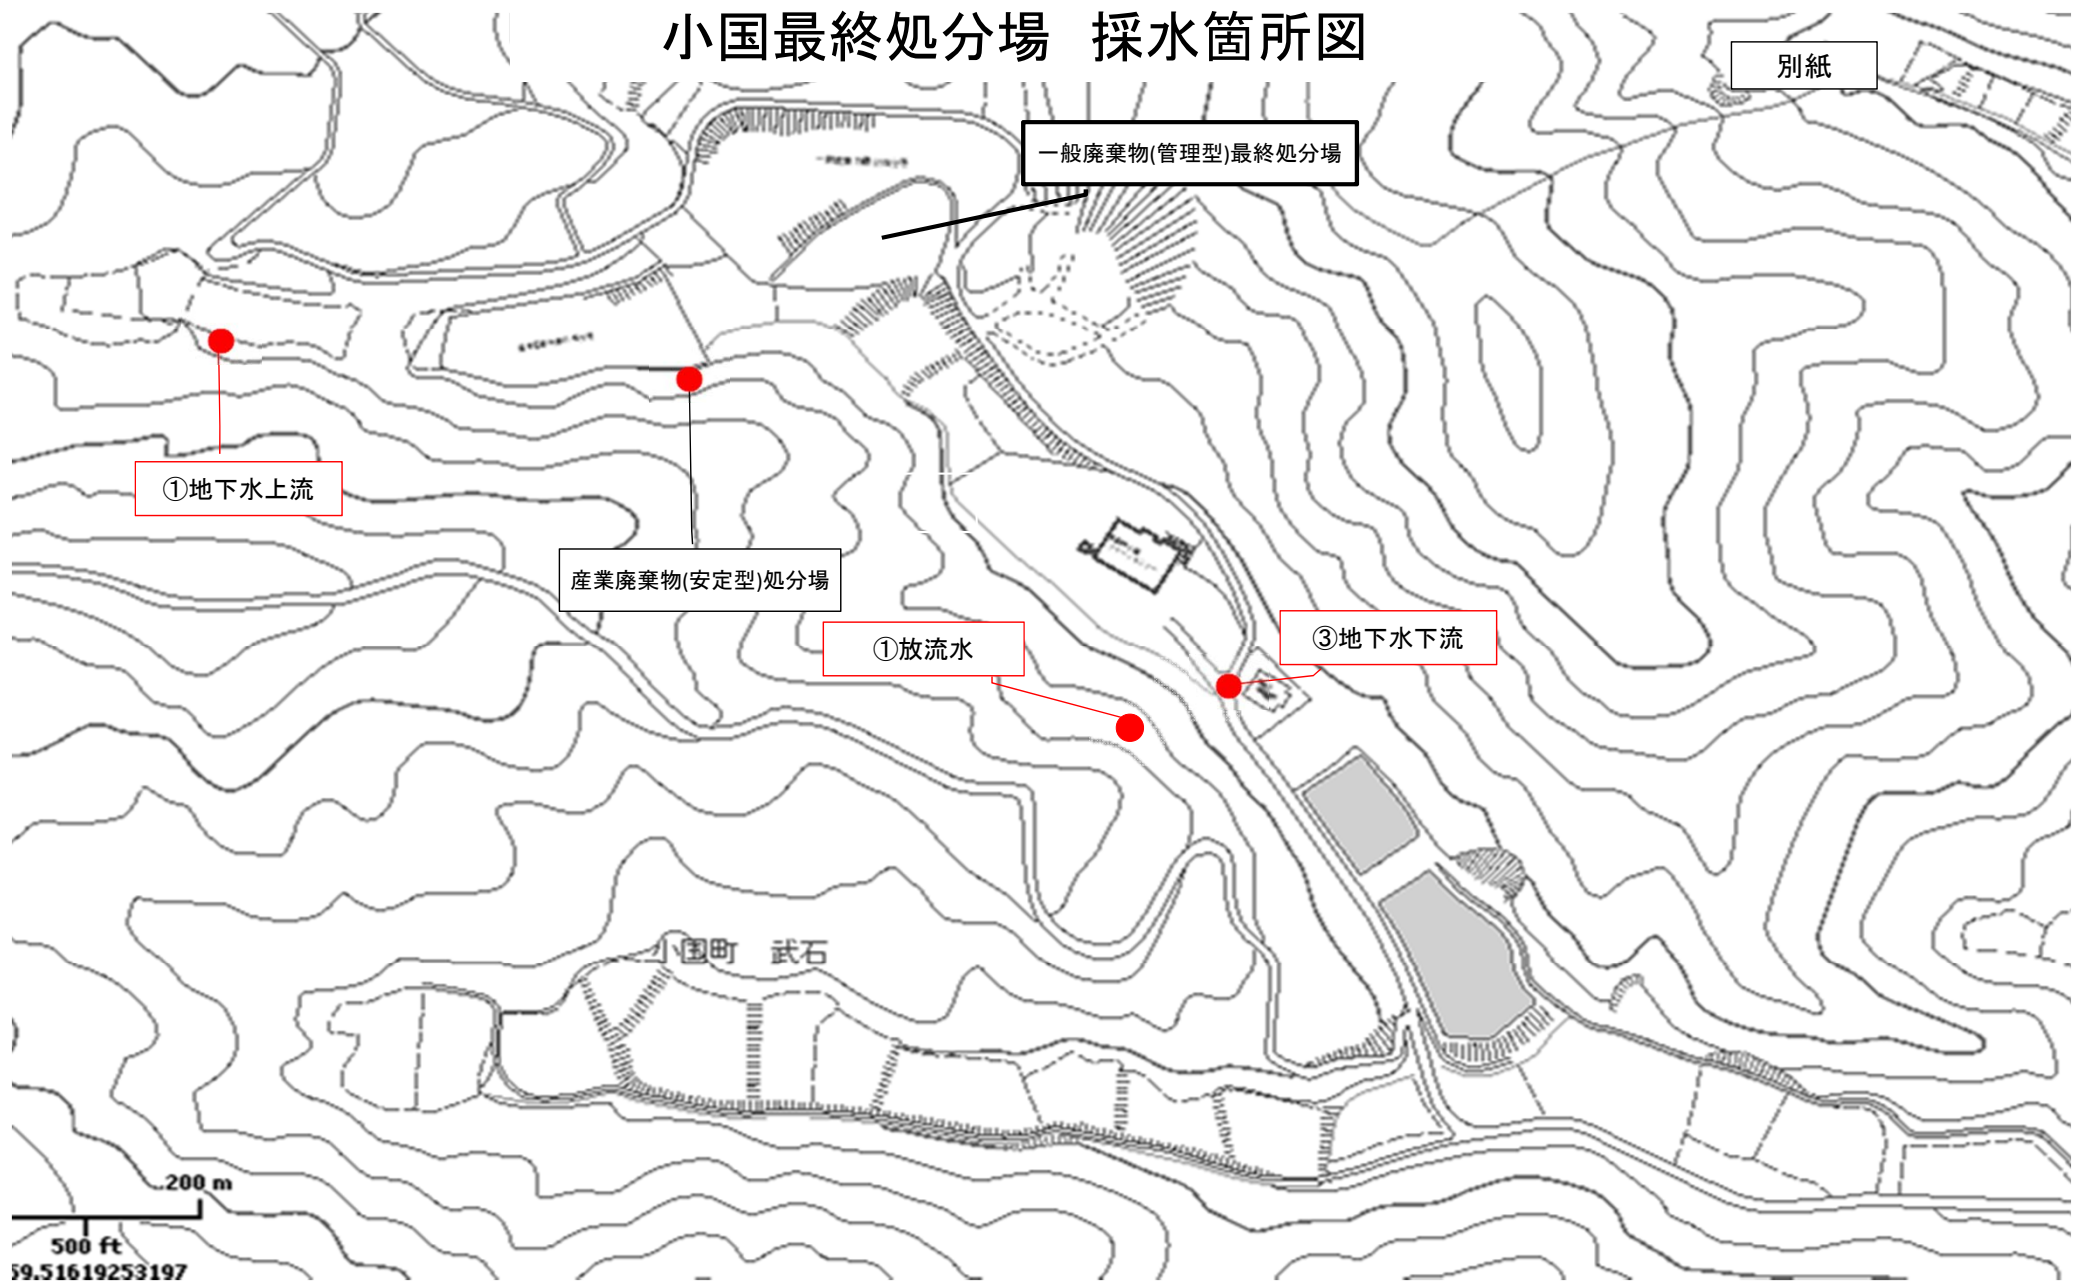 小国最終処分場　採水箇所図
別紙
一般廃棄物(管理型)最終処分場
①地下水上流
産業廃棄物(安定型)処分場
①放流水
③地下水下流
小国町　武石
200 m
500 ft
59.51619253197